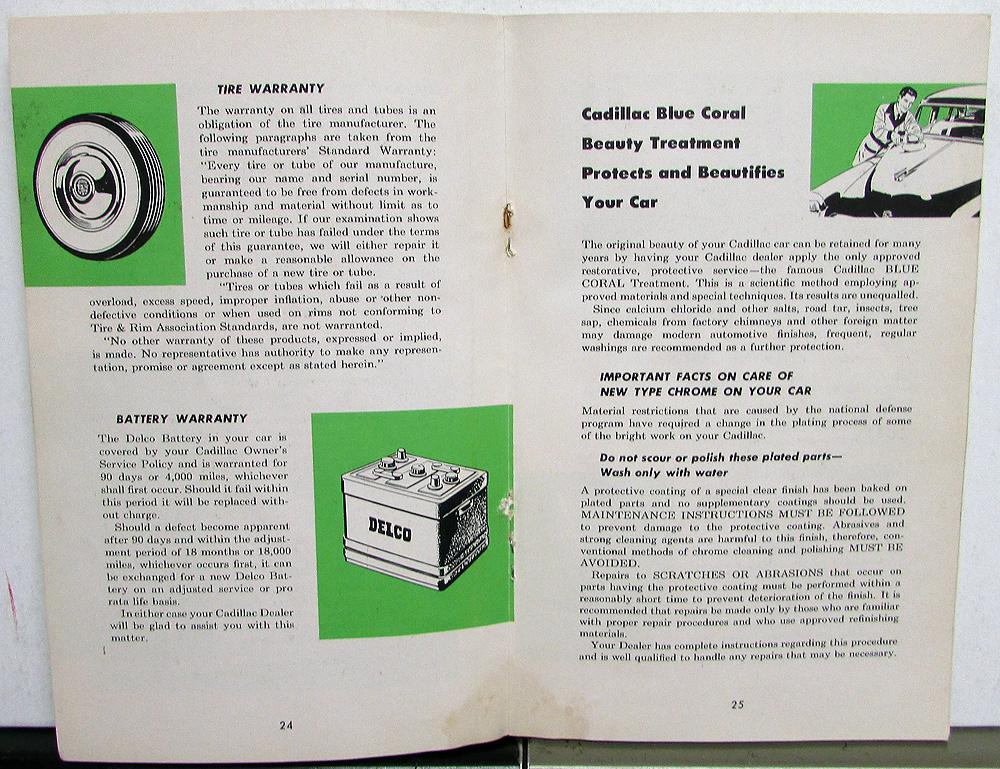 TIRE WARRANTY
The warranty on all tires and tubes is an
obligation of the tire manufacturer. The
following paragraphs are taken from the
tire manufacturers' Standard Warranty:
"Every tire or tube of our manufacture,
bearing our name and serial number, is
guaranteed to be free from defects in work-
manship and material without limit as to
time or mileage. If our examination shows
such tire or tube has failed under the terms
of this guarantee, we will either repair it
or make a reasonable allowance on the
purchase of a new tire or tube.
"Tires or tubes which fail as a result of
overload, excess speed, improper inflation, abuse or other non-
defective conditions or when used on rims not conforming to
Tire & Rim Association Standards, are not warranted.
"No other warranty of these products, expressed or implied,
is made. No representative has authority to make any represen-
tation, promise or agreement except as stated herein."
BATTERY WARRANTY
The Delco Battery in your car is
covered by your Cadillac Owner's
Service Policy and is warranted for
90 days or 4,000 miles, whichever
shall first occur. Should it fail within
this period it will be replaced with-
out charge.
Should a defect become apparent
after 90 days and within the adjust-
ment period of 18 months or 18,000
miles, whichever occurs first, it can
be exchanged for a new Delco Bat-
tery on an adjusted service or pro
rata life basis.
In either case your Cadillac Dealer
will be glad to assist you with this
matter.
DELCO
24
Cadillac Blue Coral
Beauty Treatment
Protects and Beautifies
Your Car
The original beauty of your Cadillac car can be retained for many
years by having your Cadillac dealer apply the only approved
restorative, protective service—the famous Cadillac BLUE
CORAL Treatment. This is a scientific method employing ap-
proved materials and special techniques. Its results are unequalled.
Since calcium chloride and other salts, road tar, insects, tree
sap, chemicals from factory chimneys and other foreign matter
may damage modern automotive finishes, frequent, regular
washings are recommended as a further protection.
IMPORTANT FACTS ON CARE OF
NEW TYPE CHROME ON YOUR CAR
Material restrictions that are caused by the national defense
program have required a change in the plating process of some
of the bright work on your Cadillac.
Do not scour or polish these plated parts—
Wash only with water
A protective coating of a special clear finish has been baked on
plated parts and no supplementary coatings should be used.
MAINTENANCE INSTRUCTIONS MUST BE FOLLOWED
to prevent damage to the protective coating. Abrasives and
strong cleaning agents are harmful to this finish, therefore, con-
ventional methods of chrome cleaning and polishing MUST BE
AVOIDED.
Repairs to SCRATCHES OR ABRASIONS that occur on
parts having the protective coating must be performed within a
reasonably short time to prevent deterioration of the finish. It is
recommended that repairs be made only by those who are familiar
with proper repair procedures and who use approved refinishing
materials.
Your Dealer has complete instructions regarding this procedure
and is well qualified to handle any repairs that may be necessary.
25